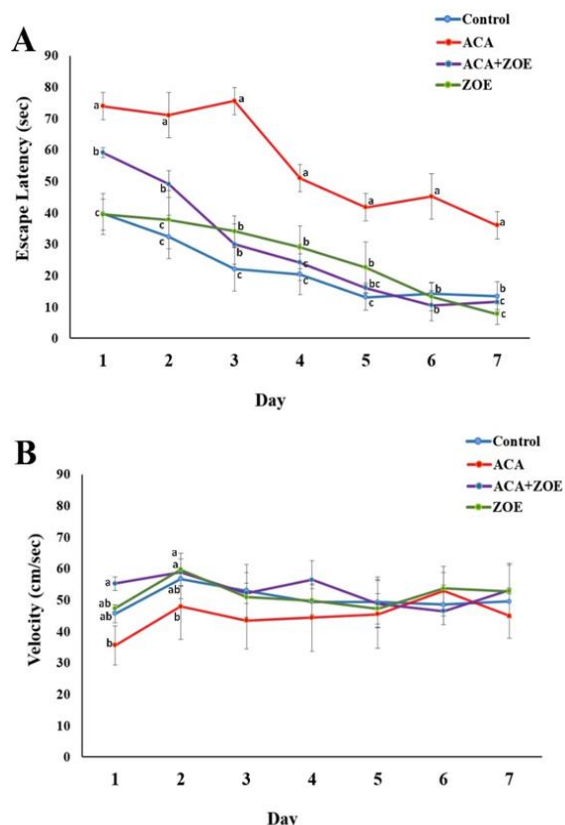 A
Control
ACA
ACA+ZOE
ZOE
Escape Latency (sec)
90
80
70
60
50
40
30
20
10
0
a
b
c
a
b
c
c
a
b
b
c
a
b
c
c
a
b
bc
c
a
b
b
a
b
c
c
1 2 3 4 5 6 7
Day
B
Control
ACA
ACA+ZOE
ZOE
Velocity (cm/sec)
90
80
70
60
50
40
30
20
10
0
a
ab
ab
b
a
a
ab
b
1 2 3 4 5 6 7
Day